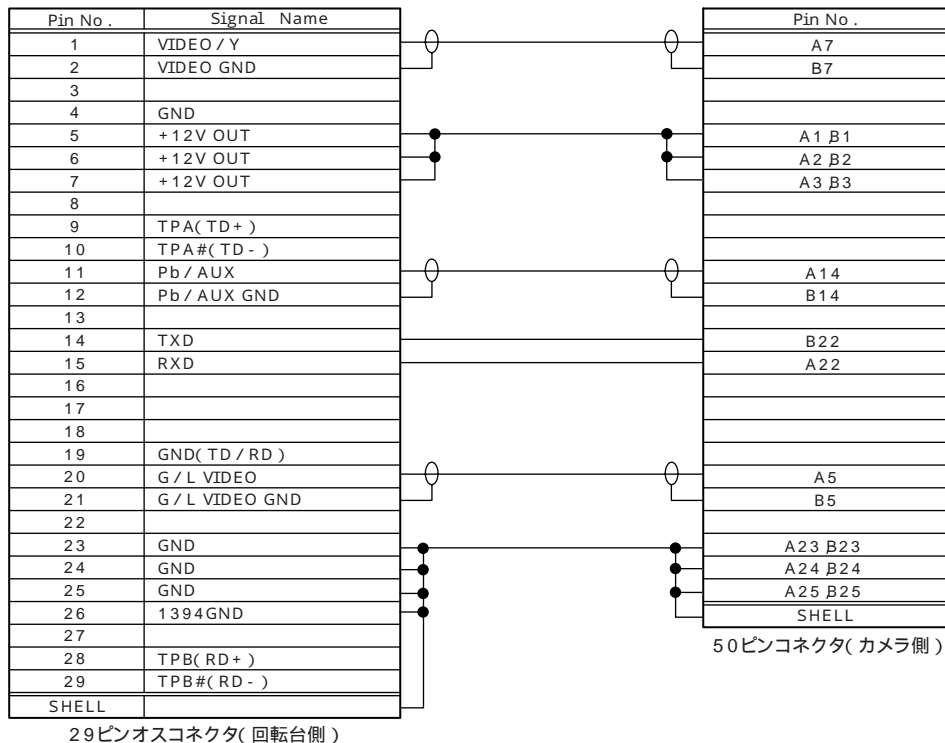 Pin No. Signal Name Pin No.
1 VIDEO/Y A7
2 VIDEO GND B7
3
4 GND
5 +12V OUT A1,B1
6 +12V OUT A2,B2
7 +12V OUT A3,B3
8
9 TPA(TD+)
10 TPA#(TD-)
11 Pb/AUX A14
12 Pb/AUX GND B14
13
14 TXD B22
15 RXD A22
16
17
18
19 GND(TD/RD)
20 G/L VIDEO A5
21 G/L VIDEO GND B5
22
23 GND A23,B23
24 GND A24,B24
25 GND A25,B25
26 1394GND SHELL
27
28 TPB(RD+)
29 TPB#(RD-)
SHELL
50ピンコネクタ(カメラ側)
29ピンオスコネクタ(回転台側)